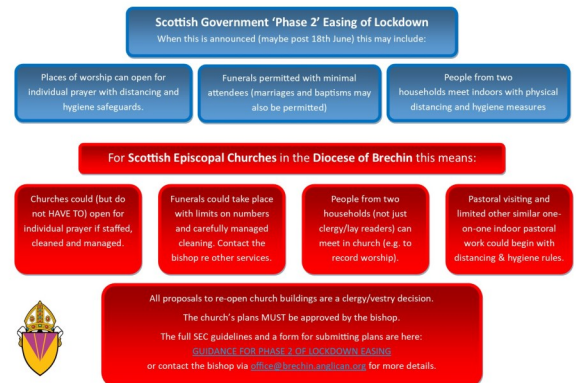 Scottish Government ‘Phase 2’ Easing of Lockdown
When this is announced (maybe post 18th June) this may include:
Places of worship can open for
individual prayer with distancing and
hygiene safeguards.
Funerals permitted with minimal
attendees (marriages and baptisms may
also be permitted)
People from two
households meet indoors with physical
distancing and hygiene measures
For Scottish Episcopal Churches in the Diocese of Brechin this means:
Churches could (but do
not HAVE TO) open for
individual prayer if staffed,
cleaned and managed.
Funerals could take place
with limits on numbers
and carefully managed
cleaning. Contact the
bishop re other services.
People from two
households (not just
clergy/lay readers) can
meet in church (e.g. to
record worship).
Pastoral visiting and
limited other similar one-
on-one indoor pastoral
work could begin with
distancing & hygiene rules.
All proposals to re-open church buildings are a clergy/vestry decision.
The church’s plans MUST be approved by the bishop.
The full SEC guidelines and a form for submitting plans are here:
GUIDANCE FOR PHASE 2 OF LOCKDOWN EASING
or contact the bishop via office@brechin.anglican.org for more details.